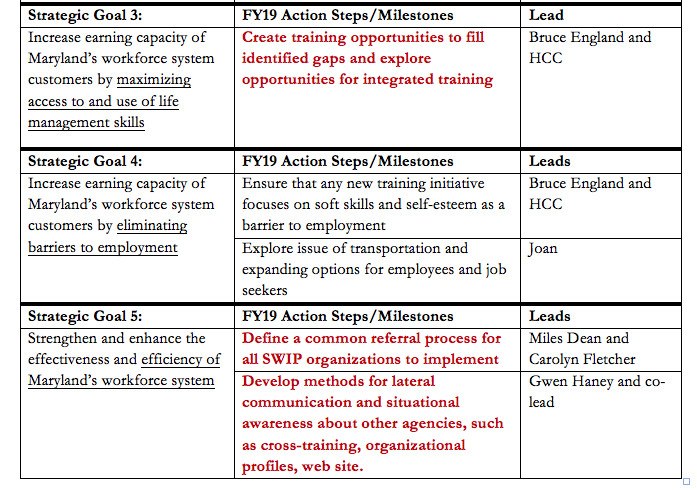 Strategic Goal 3:
FY19 Action Steps/Milestones
Lead
Increase earning capacity of
Maryland’s workforce system
customers by maximizing
access to and use of life
management skills
Create training opportunities to fill
identified gaps and explore
opportunities for integrated training
Bruce England and
HCC
Strategic Goal 4:
FY19 Action Steps/Milestones
Leads
Increase earning capacity of
Maryland’s workforce system
customers by eliminating
barriers to employment
Ensure that any new training initiative
focuses on soft skills and self-esteem as a
barrier to employment
Bruce England and
HCC
Explore issue of transportation and
expanding options for employees and job
seekers
Joan
Strategic Goal 5:
FY19 Action Steps/Milestones
Leads
Strengthen and enhance the
effectiveness and efficiency of
Maryland’s workforce system
Define a common referral process for
all SWIP organizations to implement
Miles Dean and
Carolyn Fletcher
Develop methods for lateral
communication and situational
awareness about other agencies, such
as cross-training, organizational
profiles, web site.
Gwen Haney and co-
lead